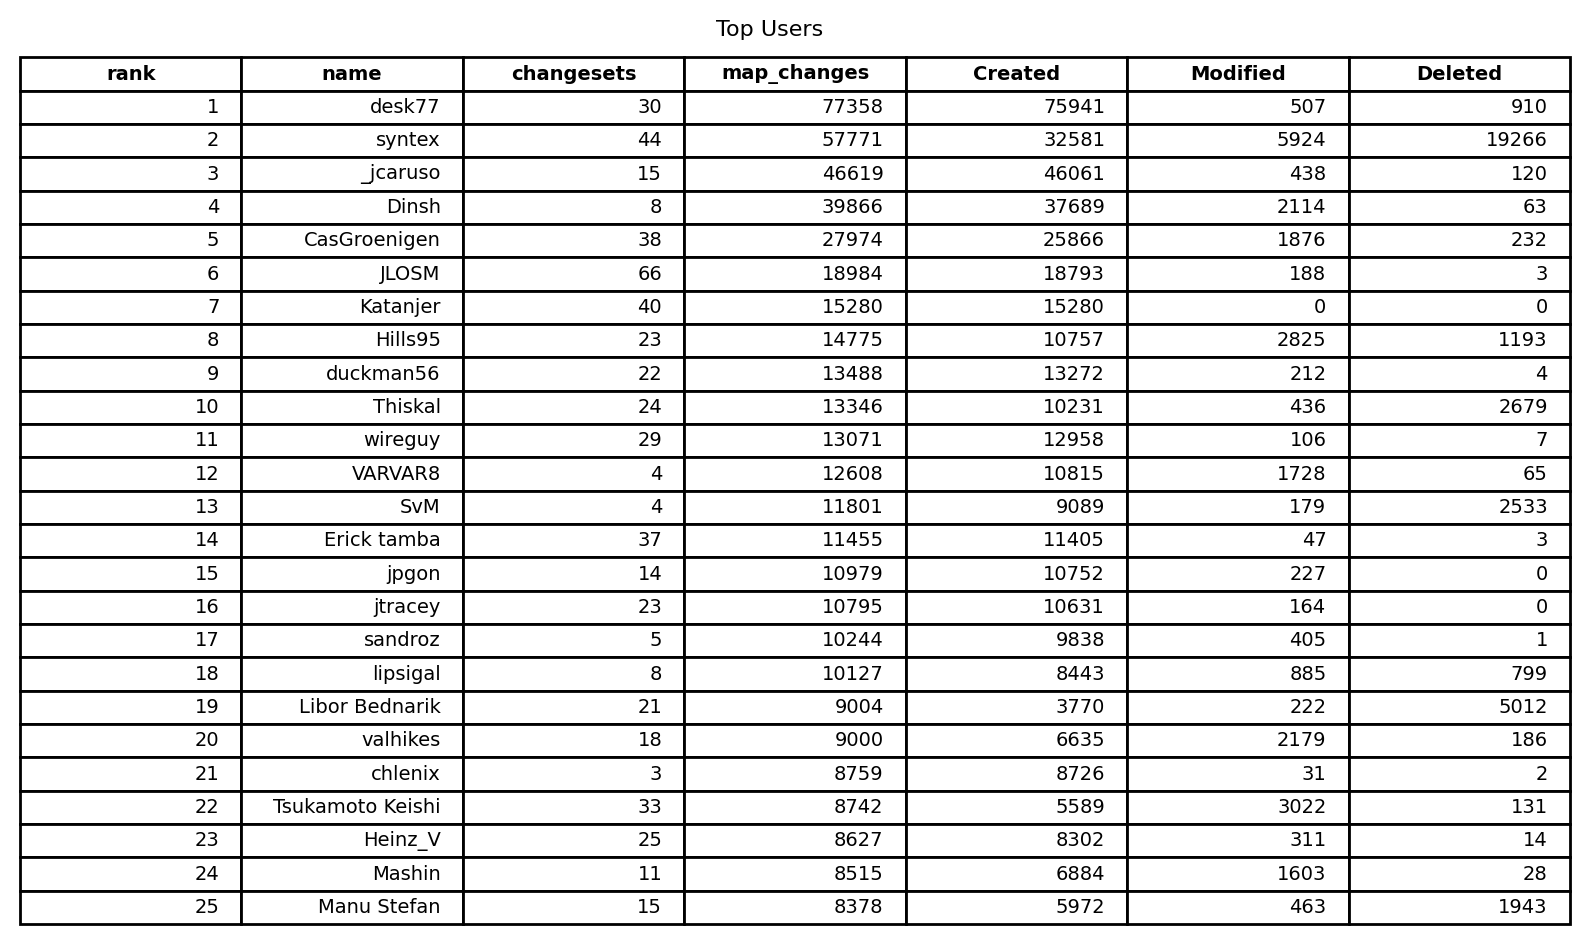 Top Users
rank name changesets map_changes Created Modified Deleted
1 desk77 30 77358 75941 507 910
2 syntex 44 57771 32581 5924 19266
3 _jcaruso 15 46619 46061 438 120
4 Dinsh 8 39866 37689 2114 63
5 CasGroenigen 38 27974 25866 1876 232
6 JLOSM 66 18984 18793 188 3
7 Katanjer 40 15280 15280 0 0
8 Hills95 23 14775 10757 2825 1193
9 duckman56 22 13488 13272 212 4
10 Thiskal 24 13346 10231 436 2679
11 wireguy 29 13071 12958 106 7
12 VARVAR8 4 12608 10815 1728 65
13 SvM 4 11801 9089 179 2533
14 Erick tamba 37 11455 11405 47 3
15 jpgon 14 10979 10752 227 0
16 jtracey 23 10795 10631 164 0
17 sandroz 5 10244 9838 405 1
18 lipsigal 8 10127 8443 885 799
19 Libor Bednarik 21 9004 3770 222 5012
20 valhikes 18 9000 6635 2179 186
21 chlenix 3 8759 8726 31 2
22 Tsukamoto Keishi 33 8742 5589 3022 131
23 Heinz_V 25 8627 8302 311 14
24 Mashin 11 8515 6884 1603 28
25 Manu Stefan 15 8378 5972 463 1943